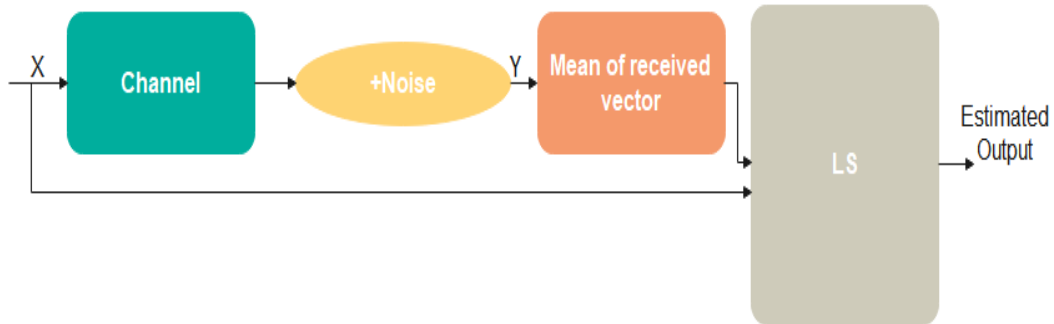 X
Channel
+Noise
Y
Mean of received
vector
LS
Estimated
Output